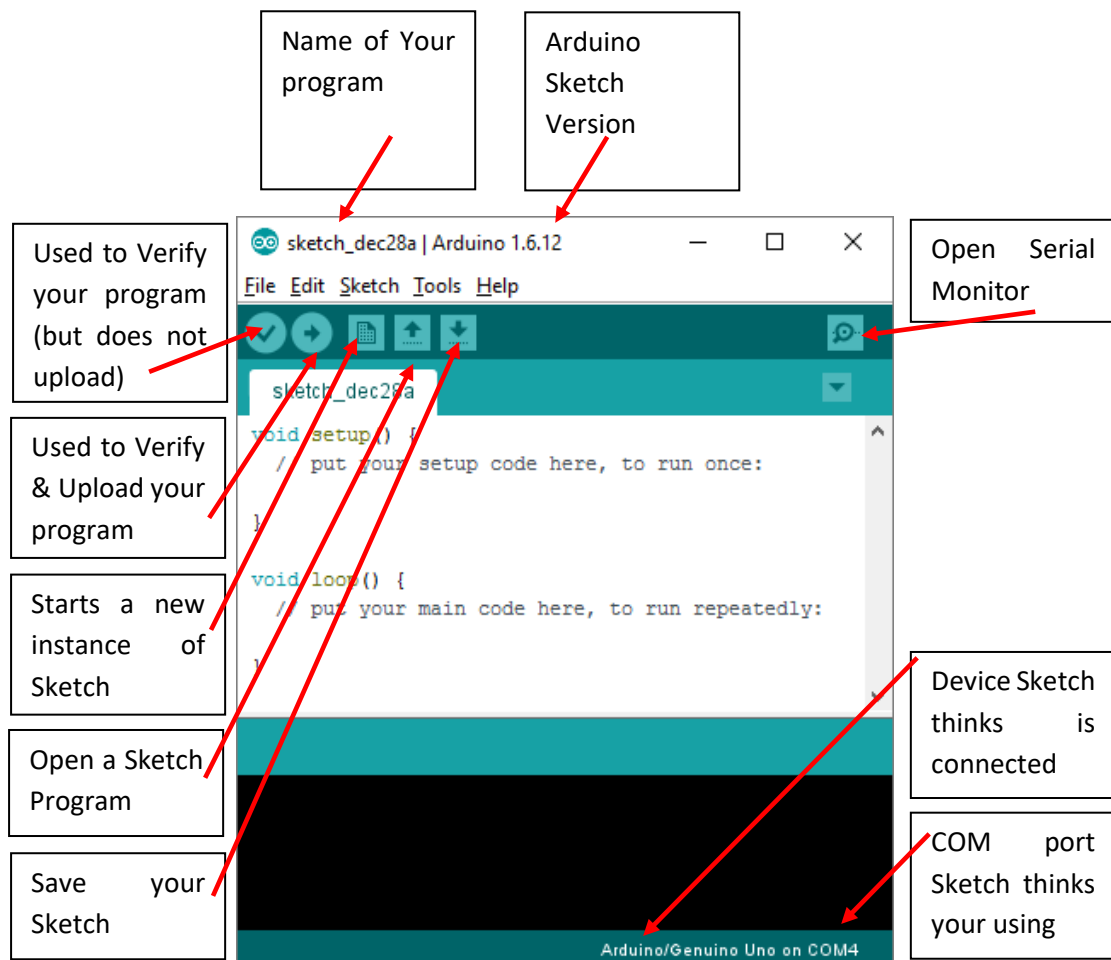 Name of Your
program
Arduino
Sketch
Version
Used to Verify
your program
(but does not
upload)
Used to Verify
& Upload your
program
Starts a new
instance of
Sketch
Open a Sketch
Program
Save your
Sketch
sketch_dec28a | Arduino 1.6.12
File Edit Sketch Tools Help
sketch_dec28a
void setup() {
// put your setup code here, to run once:
}
void loop() {
// put your main code here, to run repeatedly:
}
Arduino/Genuino Uno on COM4
Open Serial
Monitor
Device Sketch
thinks is
connected
COM port
Sketch thinks
your using